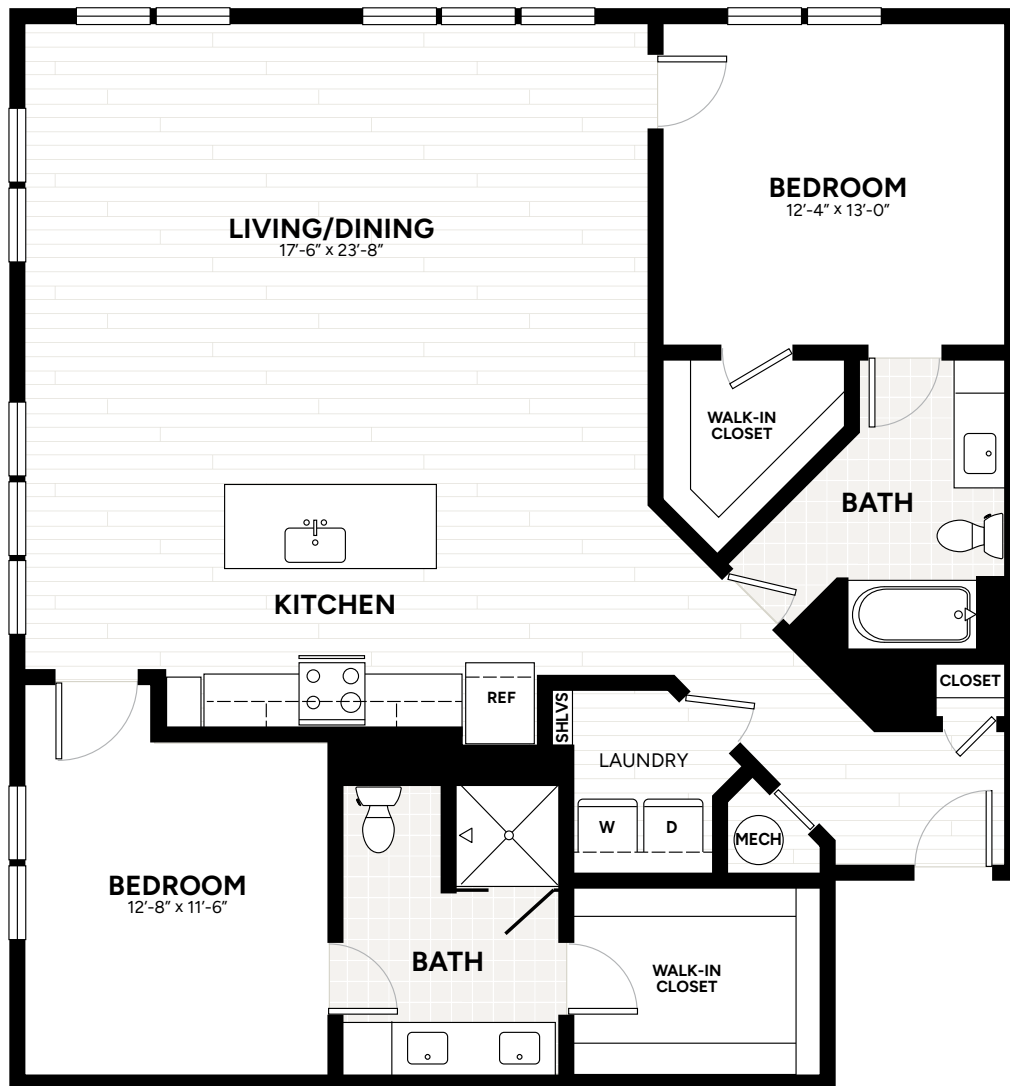 BEDROOM
12’-4” x 13’-0”
LIVING/DINING
17’-6” x 23’-8”
WALK-IN
CLOSET
BATH
KITCHEN
CLOSET
REF
SHLVS
LAUNDRY
W
D
MECH
BEDROOM
12’-8” x 11’-6”
BATH
WALK-IN
CLOSET